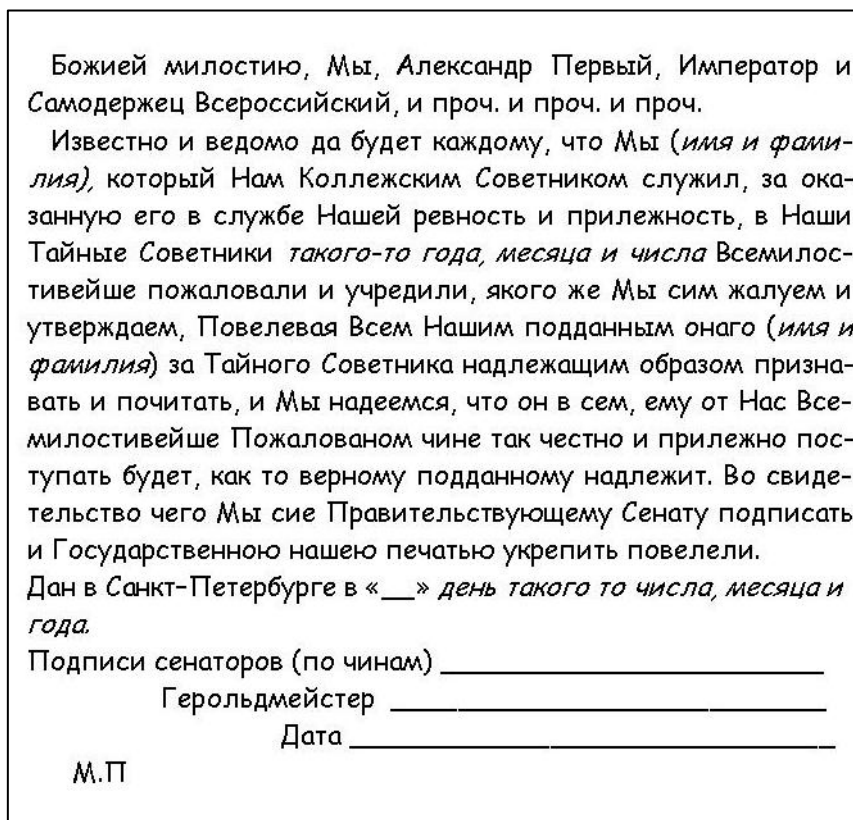 Божией милостию, Мы, Александр Первый, Император и
Самодержец Всероссийский, и проч. и проч. и проч.
Известно и ведомо да будет каждому, что Мы (имя и фами-
лия), который Нам Коллежским Советником служил, за ока-
занную его в службе Нашей ревность и прилежность, в Наши
Тайные Советники такого-то года, месяца и числа Всемилос-
тивейше пожаловали и учредили, якого же Мы сим жалуем и
утверждаем, Повелевая Всем Нашим подданным онаго (имя и
фамилия) за Тайного Советника надлежащим образом призна-
вать и почитать, и Мы надеемся, что он в сем, ему от Нас Все-
милостивейше Пожалованом чине так честно и прилежно пос-
тупать будет, как то верному подданному надлежит. Во свиде-
тельство чего Мы сие Правительствующему Сенату подписать
и Государственною нашею печатью укрепить повелели.
Дан в Санкт-Петербурге в «__» день такого то числа, месяца и
года.
Подписи сенаторов (по чинам) ____________________
Герольдмейстер ____________________
Дата ____________________
М.П